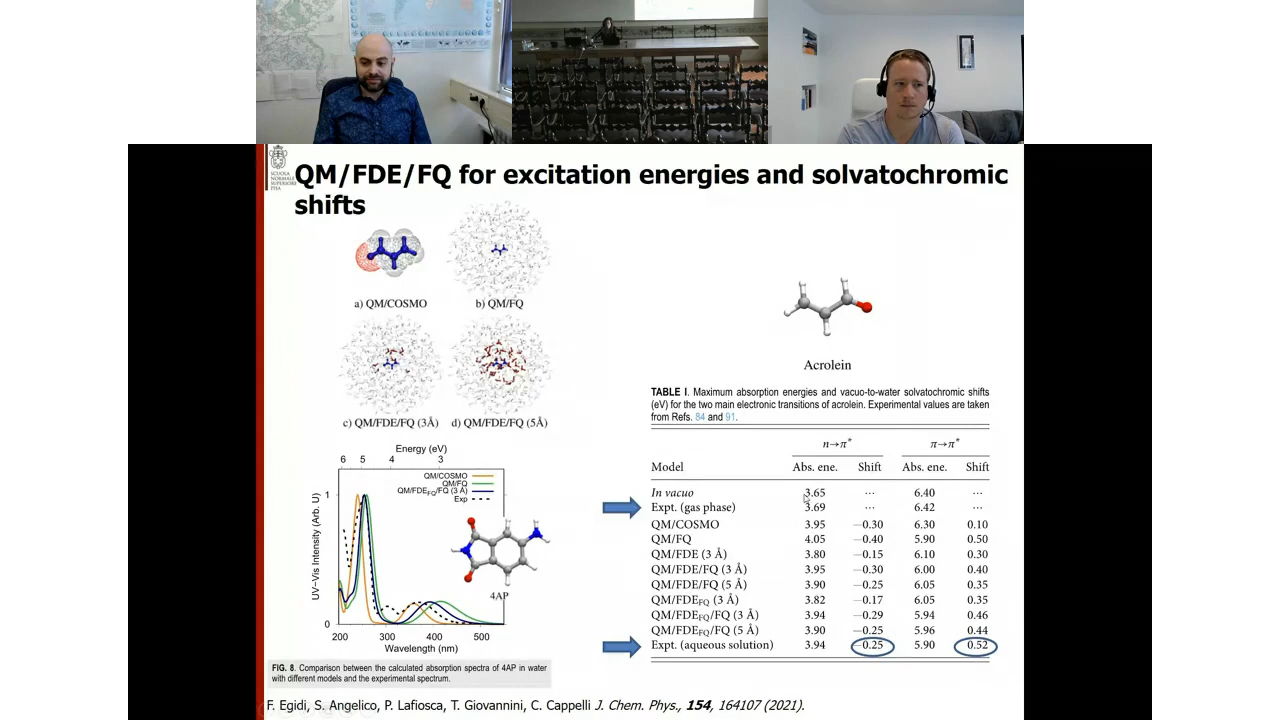 SCUOLA
NORMALE
SUPERIORE
PISA
QM/FDE/FQ for excitation energies and solvatochromic
shifts
a) QM/COSMO
b) QM/FQ
c) QM/FDE/FQ (3Å)
d) QM/FDE/FQ (5Å)
Energy (eV)
6 5 4 3
QM/COSMO
QM/FQ
QM/FDE_FQ/FQ (3 Å)
Exp
UV−Vis Intensity (Arb. U)
1
0
4AP
200 300 400 500
Wavelength (nm)
FIG. 8. Comparison between the calculated absorption spectra of 4AP in water
with different models and the experimental spectrum.
Acrolein
TABLE I. Maximum absorption energies and vacuo-to-water solvatochromic shifts
(eV) for the two main electronic transitions of acrolein. Experimental values are taken
from Refs. 84 and 91.
n→π* π→π*
Model Abs. ene. Shift Abs. ene. Shift
In vacuo 3.65 ⋯ 6.40 ⋯
Expt. (gas phase) 3.69 ⋯ 6.42 ⋯
QM/COSMO 3.95 −0.30 6.30 0.10
QM/FQ 4.05 −0.40 5.90 0.50
QM/FDE (3 Å) 3.80 −0.15 6.10 0.30
QM/FDE/FQ (3 Å) 3.95 −0.30 6.00 0.40
QM/FDE/FQ (5 Å) 3.90 −0.25 6.05 0.35
QM/FDE_FQ (3 Å) 3.82 −0.17 6.05 0.35
QM/FDE_FQ/FQ (3 Å) 3.94 −0.29 5.94 0.46
QM/FDE_FQ/FQ (5 Å) 3.90 −0.25 5.96 0.44
Expt. (aqueous solution) 3.94 −0.25 5.90 0.52
F. Egidi, S. Angelico, P. Lafiosca, T. Giovannini, C. Cappelli J. Chem. Phys., 154, 164107 (2021).